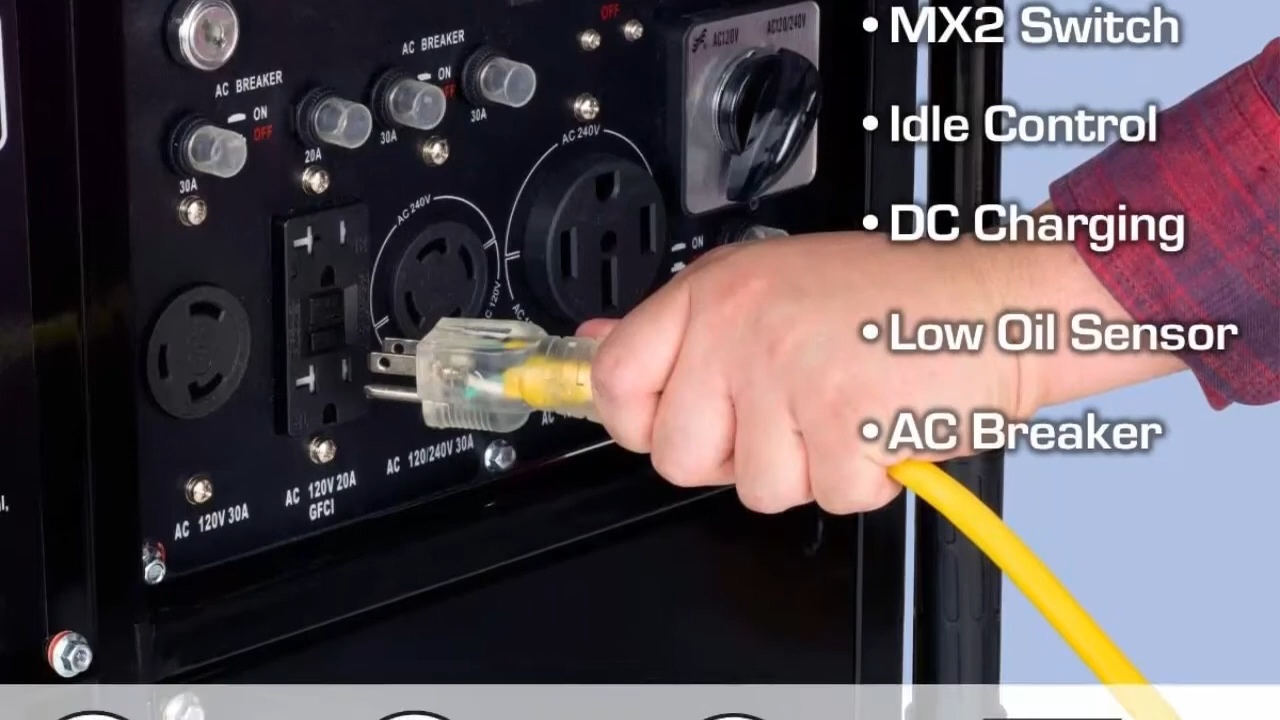 OFF
• MX2 Switch
AC120V
AC120/240V
AC BREAKER
ON
OFF
30A
AC BREAKER
ON
OFF
30A
20A
30A
• Idle Control
AC 240V
AC 240V
• DC Charging
ON
AC 120V
• Low Oil Sensor
• AC Breaker
AC 120/240V 30A
AC 120V 20A
GFCI
AC 120V 30A